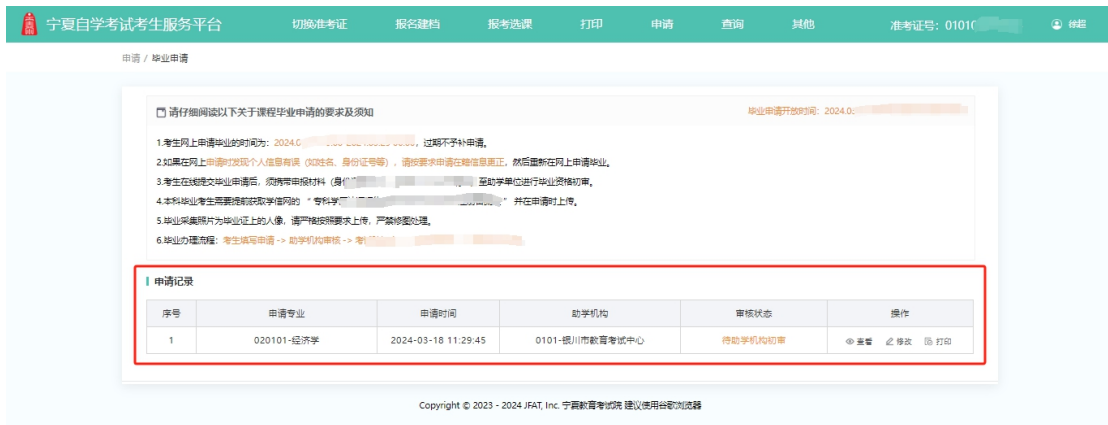 宁夏自学考试考生服务平台 切换准考证 报名建档 报考选课 打印 申请 查询 其他 准考证号：01010 徐超
申请 / 毕业申请
请仔细阅读以下关于课程毕业申请的要求及须知 毕业申请开放时间：2024.0
1.考生网上申请毕业的时间为：2024.0 过期不予补申请。
2.如果在网上申请时发现个人信息有误（如姓名、身份证号等），请按要求申请在籍信息更正，然后重新在网上申请毕业。
3.考生在线提交毕业申请后，须携带申报材料（身份 至助学单位进行毕业资格初审。
4.本科毕业考生需要提前获取学信网的 “ 专科学历 ” 并在申请时上传。
5.毕业采集照片为毕业证上的人像，请严格按照要求上传，严禁修图处理。
6.毕业办理流程：考生填写申请 -> 助学机构审核 -> 考
申请记录
序号 申请专业 申请时间 助学机构 审核状态 操作
1 020101-经济学 2024-03-18 11:29:45 0101-银川市教育考试中心 待助学机构初审 查看 修改 打印
Copyright © 2023 - 2024 JFAT, Inc. 宁夏教育考试院 建议使用谷歌浏览器